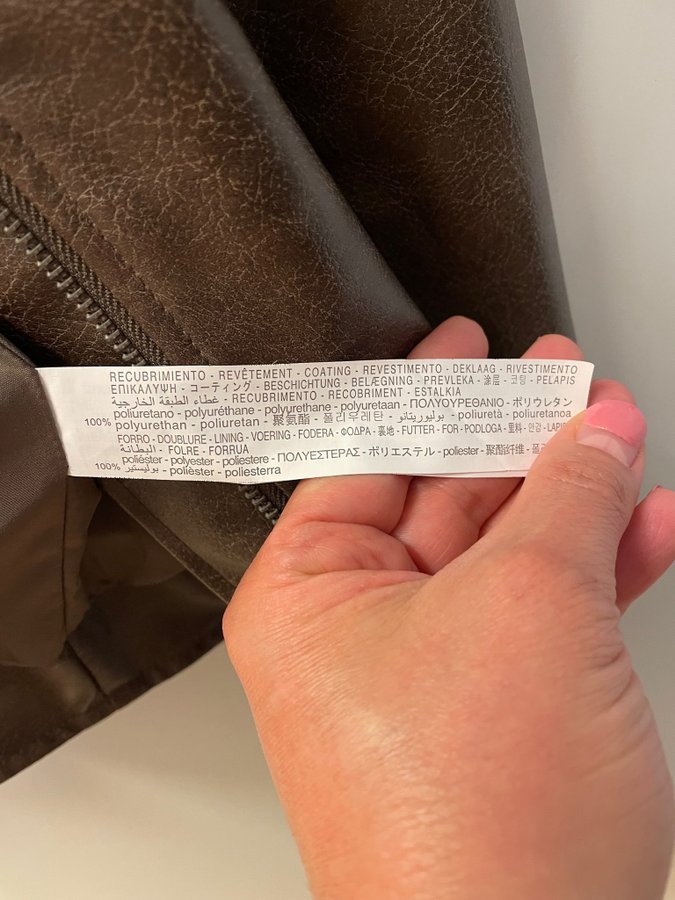 RECUBRIMIENTO - REVÊTEMENT - COATING - REVESTIMENTO - DEKLAAG - RIVESTIMENTO
ΕΠΙΚΑΛΥΨΗ - コーティング - BESCHICHTUNG - BELÆGNING - PREVLEKA - 涂层 - 코팅 - PELAPIS
غطاء الطبقة الخارجية - RECUBRIMENTO - RECOBRIMENT - ESTALKIA
poliuretano - polyuréthane - polyurethane - polyuretaan - ΠΟΛΥΟΥΡΕΘΑΝΙΟ - ポリウレタン
100% polyurethan - poliuretan - 聚氨酯 - 폴리우레탄 - بوليوريتانو - poliuretà - poliuretanoa
FORRO - DOUBLURE - LINING - VOERING - FODERA - ΦΟΔΡΑ - 裏地 - FUTTER - FOR - PODLOGA - 里料 - 안감 -
البطانة - FOLRE - FORRUA
poliéster - polyester - poliestere - ΠΟΛΥΕΣΤΕΡΑΣ - ポリエステル - poliester - 聚酯纤维 -
100% بوليستير - polièster - poliesterra